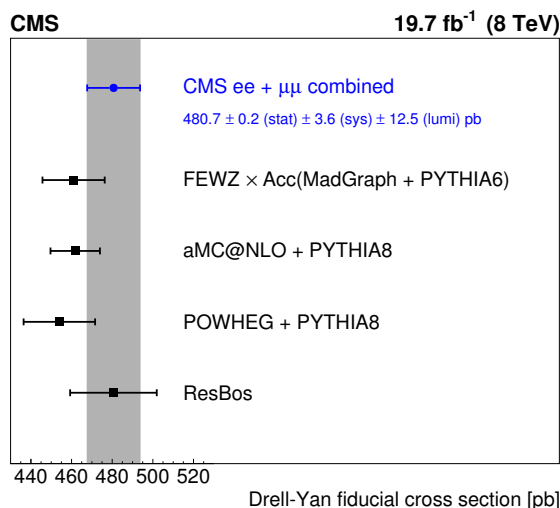 CMS 19.7 fb⁻¹ (8 TeV)
CMS ee + μμ combined
480.7 ± 0.2 (stat) ± 3.6 (sys) ± 12.5 (lumi) pb
FEWZ × Acc(MadGraph + PYTHIA6)
aMC@NLO + PYTHIA8
POWHEG + PYTHIA8
ResBos
440 460 480 500 520
Drell-Yan fiducial cross section [pb]